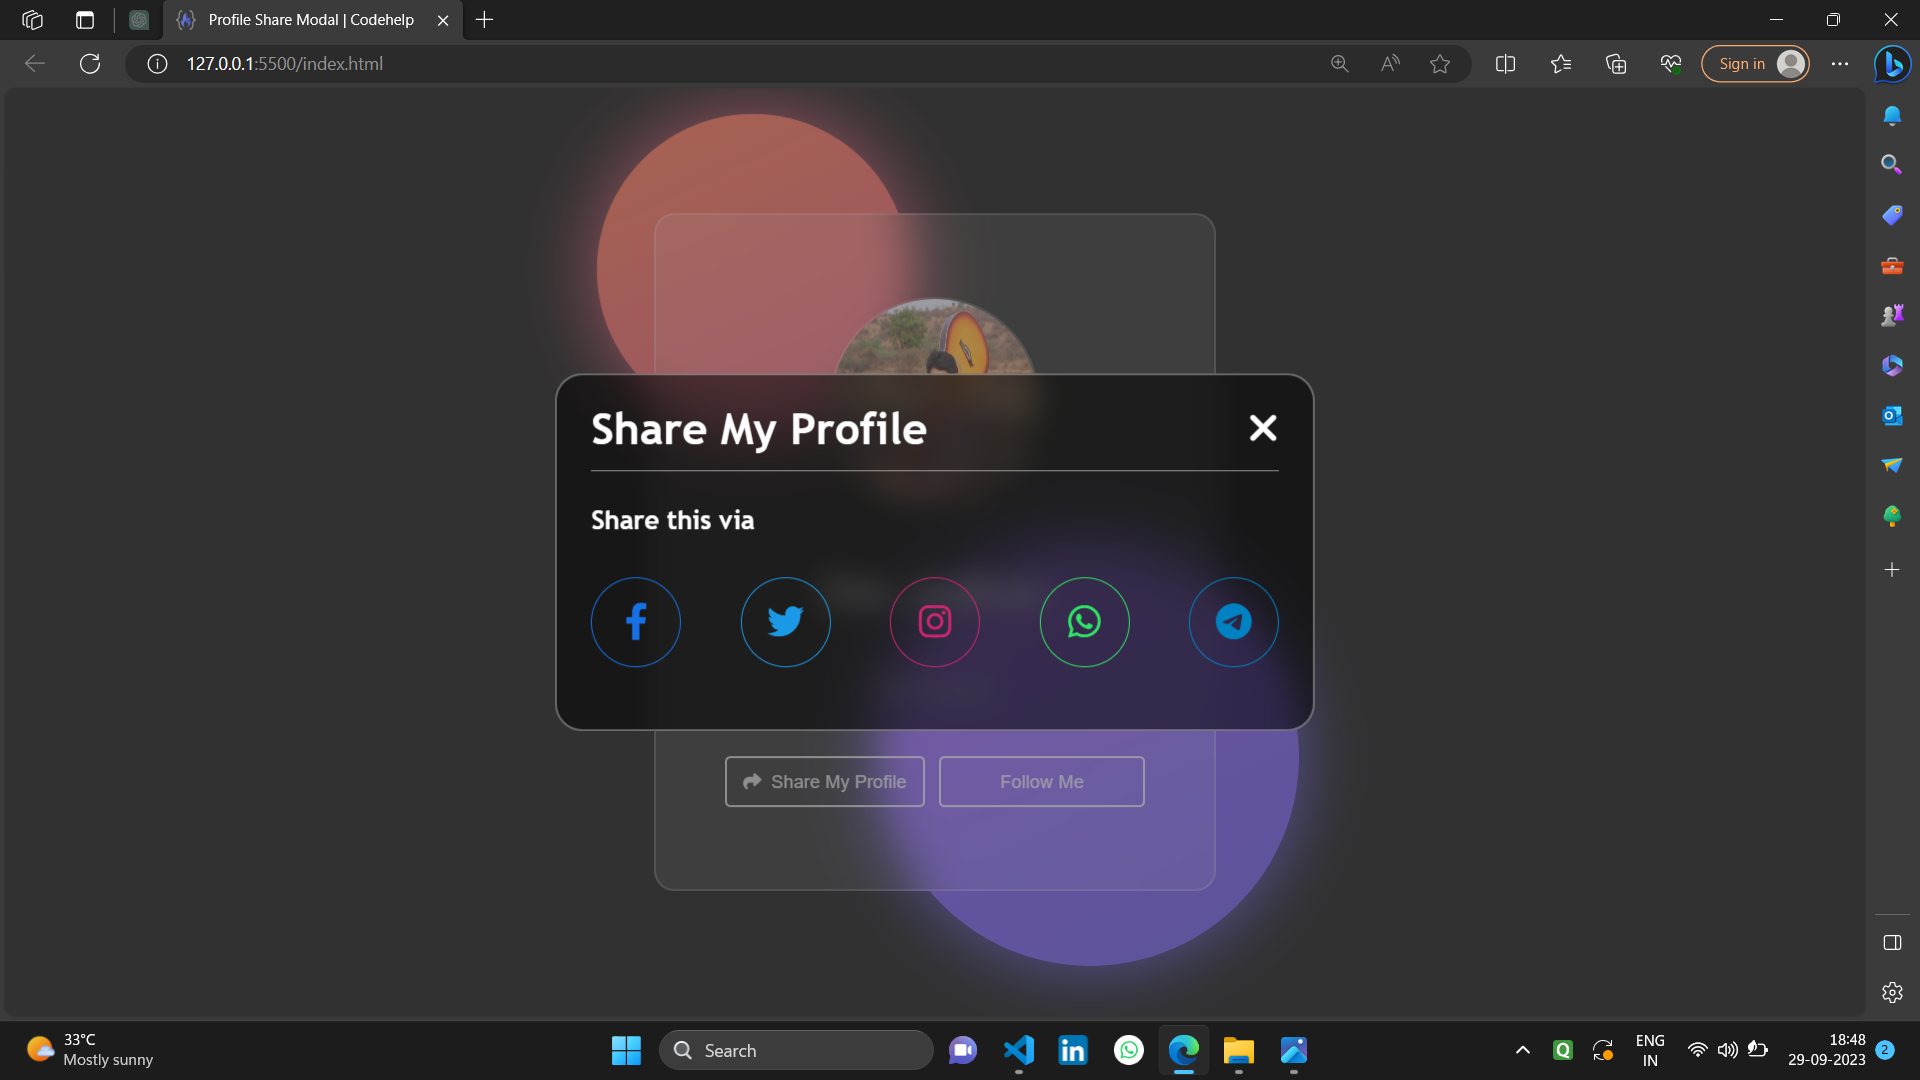 Profile Share Modal | Codehelp
127.0.0.1:5500/index.html
Sign in
Share My Profile
Share this via
Share My Profile
Follow Me
33°C
Mostly sunny
Search
ENG
IN
18:48
29-09-2023
2